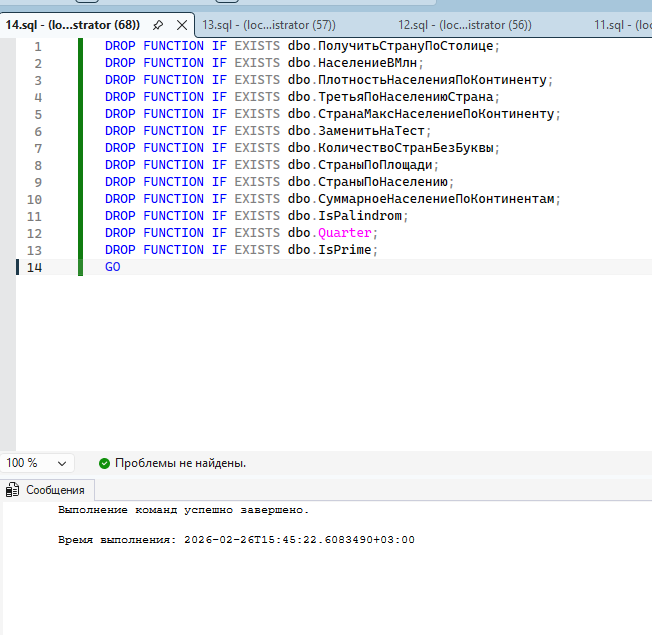 14.sql - (lo...strator (68)) 13.sql - (loc...istrator (57)) 12.sql - (loc...istrator (56)) 11.sql - (loc
1 DROP FUNCTION IF EXISTS dbo.ПолучитьСтрануПоСтолице;
2 DROP FUNCTION IF EXISTS dbo.НаселениеВМлн;
3 DROP FUNCTION IF EXISTS dbo.ПлотностьНаселенияПоКонтиненту;
4 DROP FUNCTION IF EXISTS dbo.ТретьяПоНаселениюСтрана;
5 DROP FUNCTION IF EXISTS dbo.СтранаМаксНаселениеПоКонтиненту;
6 DROP FUNCTION IF EXISTS dbo.ЗаменитьНаТест;
7 DROP FUNCTION IF EXISTS dbo.КоличествоСтранБезБуквы;
8 DROP FUNCTION IF EXISTS dbo.СтраныПоПлощади;
9 DROP FUNCTION IF EXISTS dbo.СтраныПоНаселению;
10 DROP FUNCTION IF EXISTS dbo.СуммарноеНаселениеПоКонтинентам;
11 DROP FUNCTION IF EXISTS dbo.IsPalindrom;
12 DROP FUNCTION IF EXISTS dbo.Quarter;
13 DROP FUNCTION IF EXISTS dbo.IsPrime;
14 GO
100 % Проблемы не найдены.
Сообщения
Выполнение команд успешно завершено.
Время выполнения: 2026-02-26T15:45:22.6083490+03:00